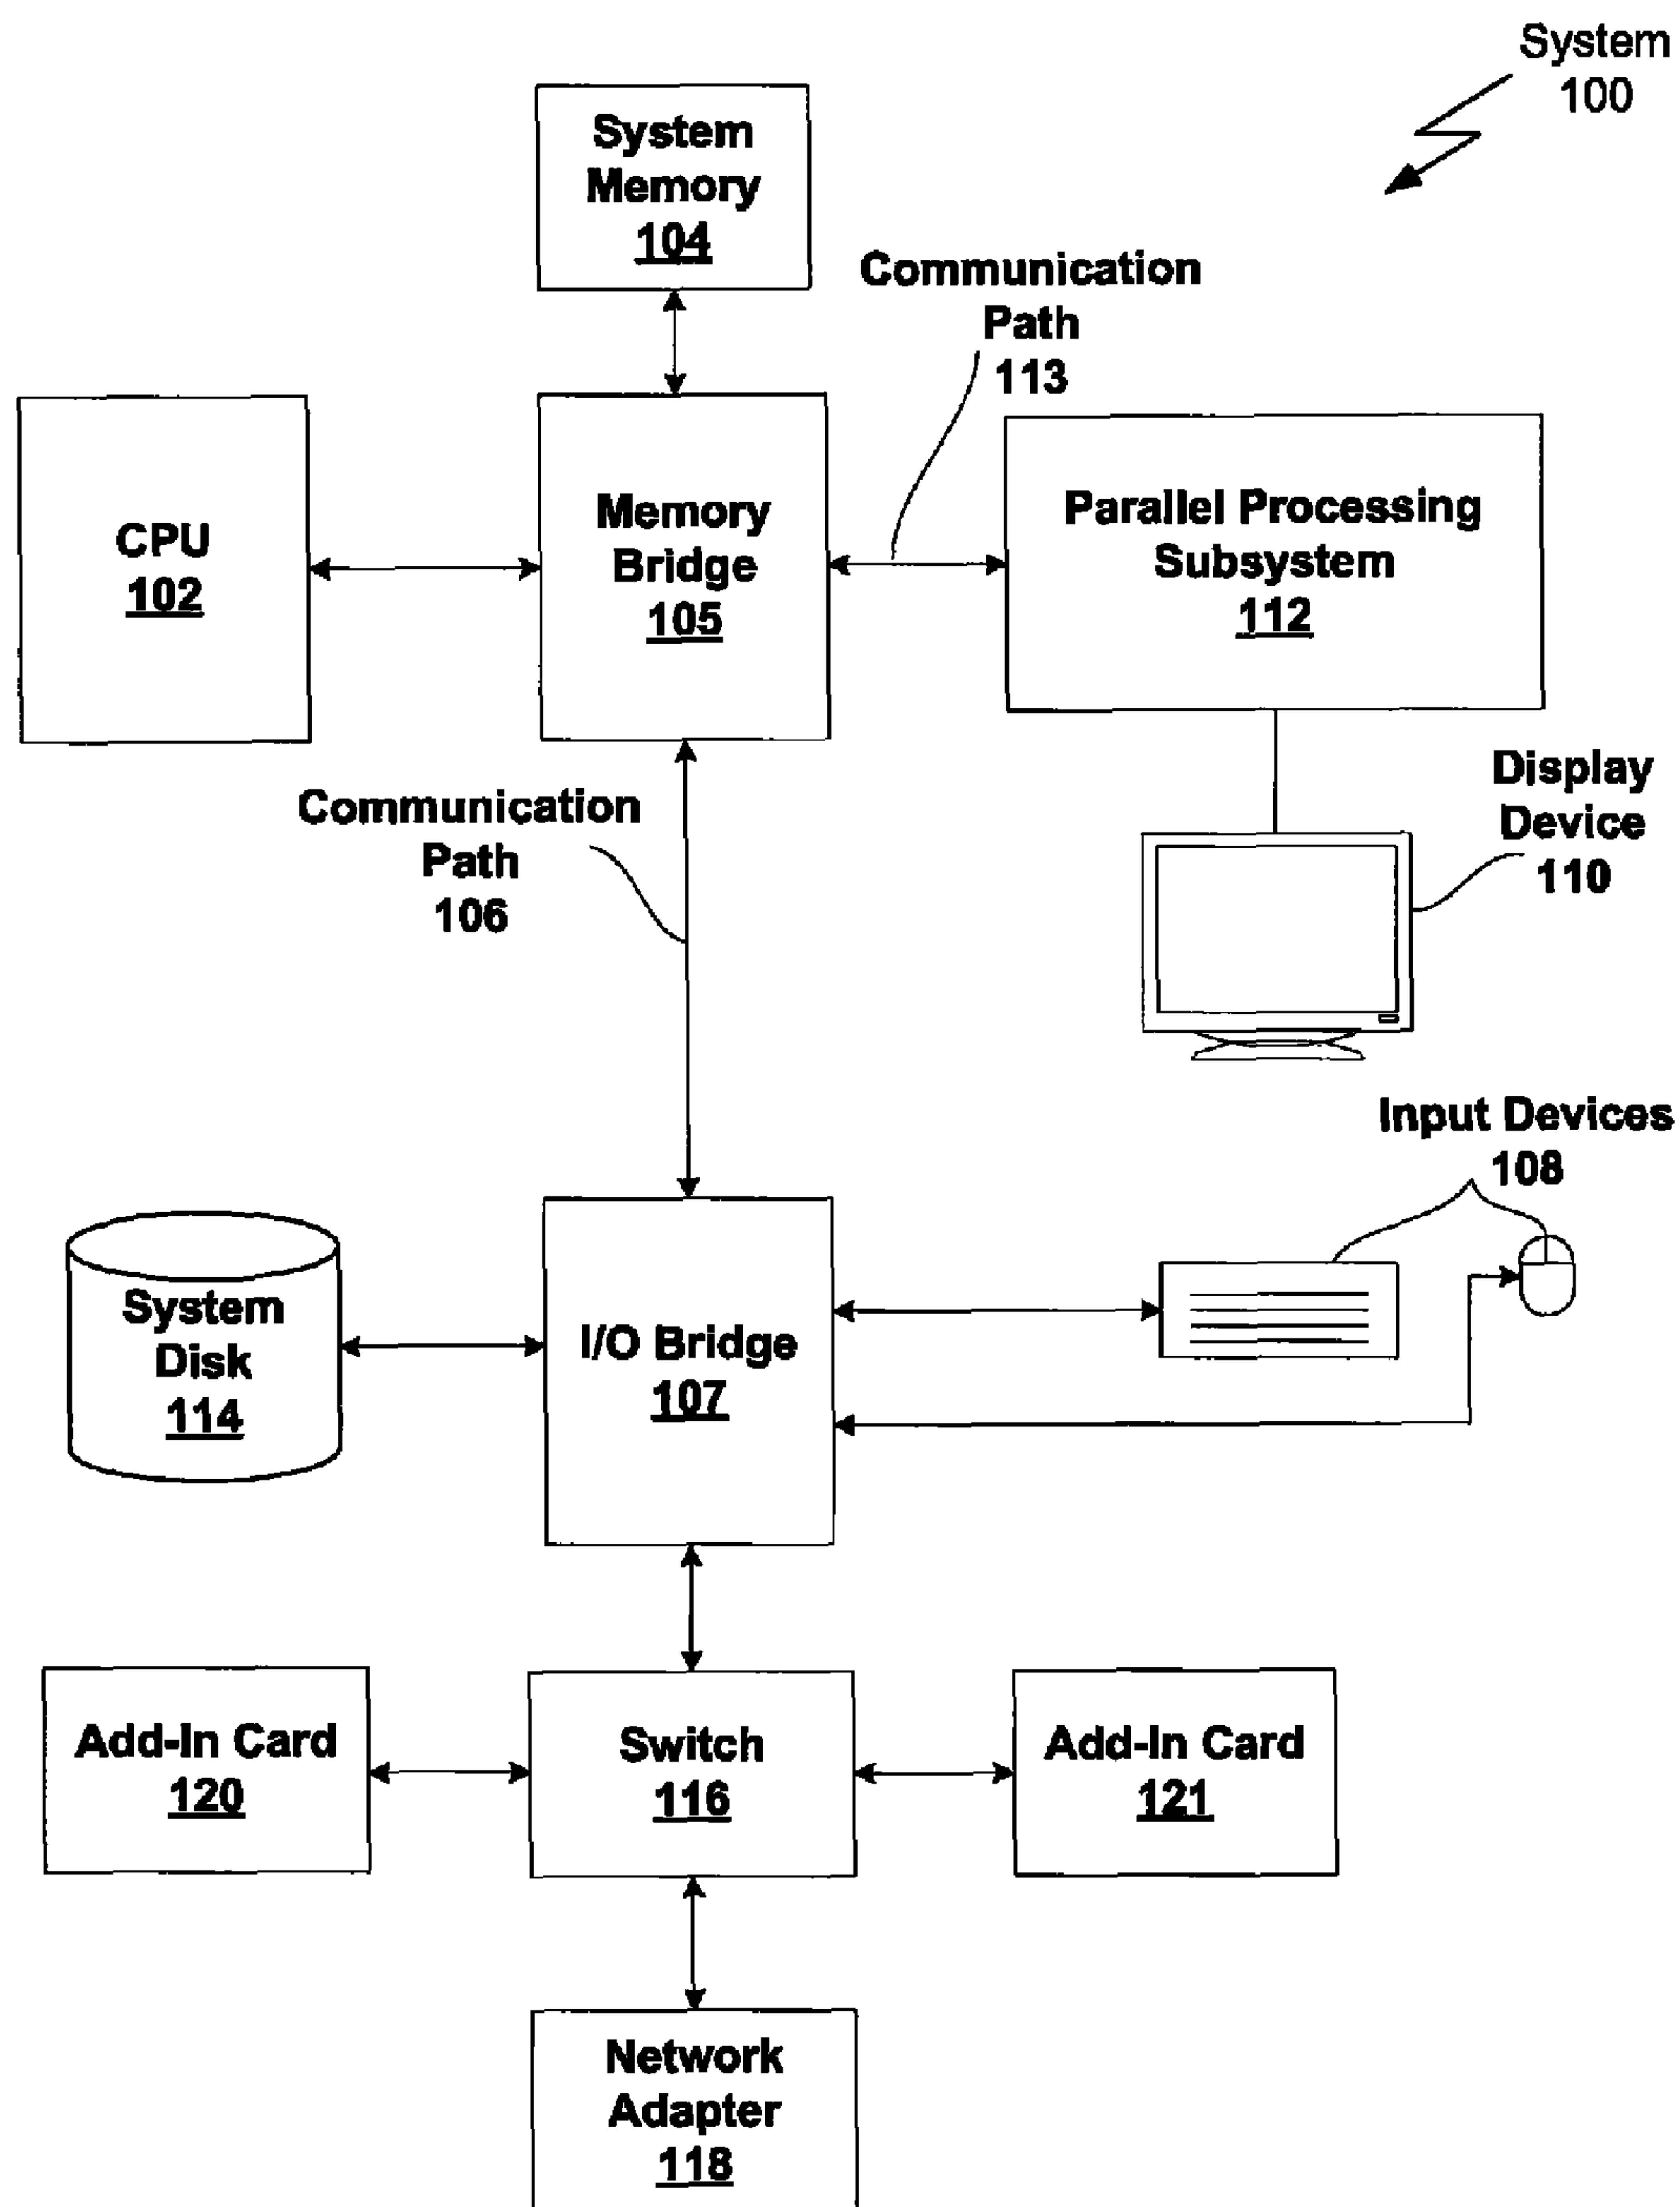 System
100
System
Memory
104
Communication
Path
113
CPU
102
Memory
Bridge
105
Parallel Processing
Subsystem
112
Communication
Path
106
Display
Device
110
Input Devices
108
System
Disk
114
I/O Bridge
107
Add-In Card
120
Switch
116
Add-In Card
121
Network
Adapter
118